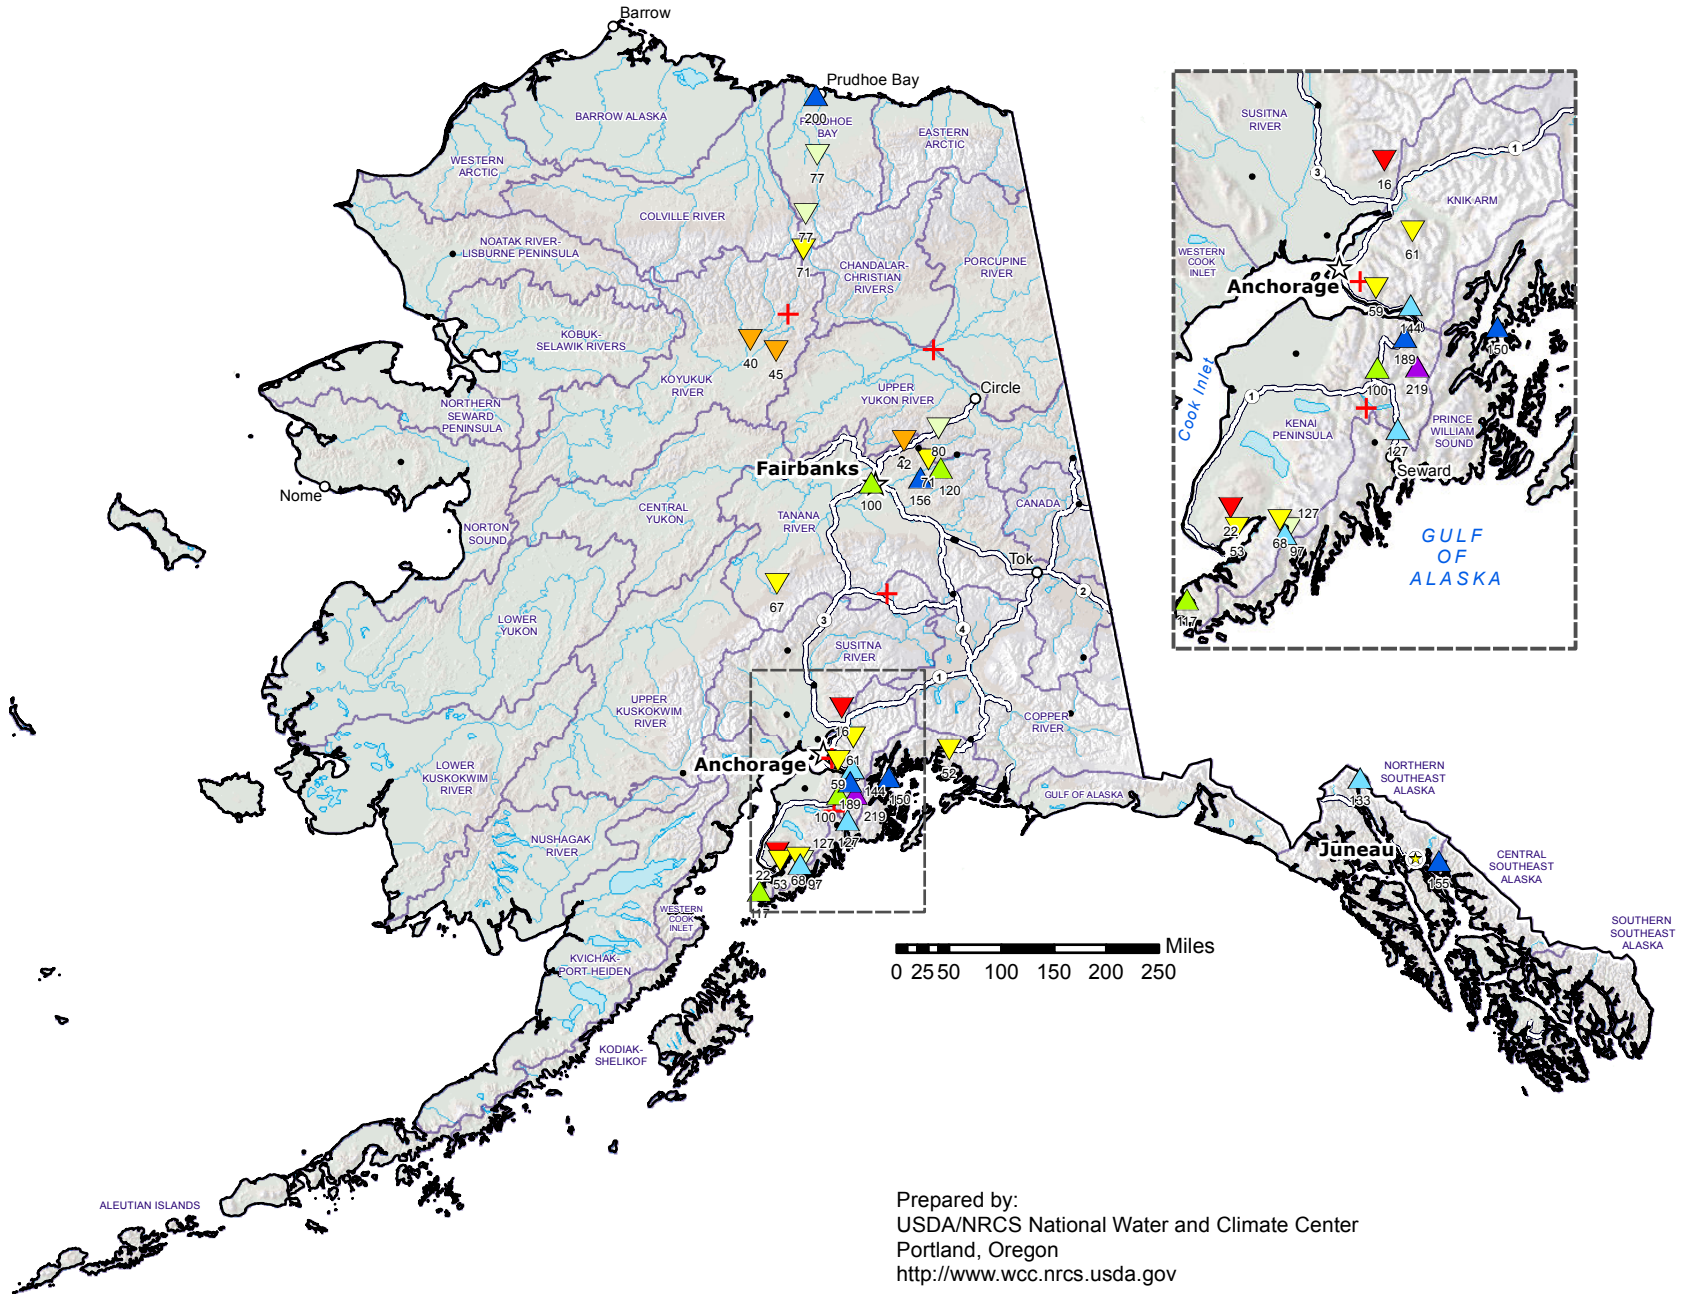 Barrow
Prudhoe Bay
BARROW ALASKA
200
PRUDHOE
BAY
EASTERN
ARCTIC
WESTERN
ARCTIC
77
COLVILLE RIVER
77
NOATAK RIVER-
LISBURNE PENINSULA
71
CHANDALAR-
CHRISTIAN
RIVERS
PORCUPINE
RIVER
KOBUK-
SELAWIK RIVERS
40
45
KOYUKUK
RIVER
UPPER
YUKON RIVER
Circle
NORTHERN
SEWARD
PENINSULA
42
80
71
120
156
Fairbanks
100
Nome
CENTRAL
YUKON
TANANA
RIVER
CANADA
NORTON
SOUND
Tok
2
67
LOWER
YUKON
3
4
SUSITNA
RIVER
1
UPPER
KUSKOKWIM
RIVER
COPPER
RIVER
16
Anchorage
61
52
59
144
150
189
100
219
127
127
LOWER
KUSKOKWIM
RIVER
GULF OF ALASKA
NUSHAGAK
RIVER
22
53
68
97
117
WESTERN
COOK
INLET
KVICHAK-
PORT HEIDEN
KODIAK-
SHELIKOF
ALEUTIAN ISLANDS
NORTHERN
SOUTHEAST
ALASKA
133
Juneau
155
CENTRAL
SOUTHEAST
ALASKA
SOUTHERN
SOUTHEAST
ALASKA
Miles
0 25 50 100 150 200 250
SUSITNA
RIVER
3
1
16
KNIK ARM
WESTERN
COOK
INLET
61
Anchorage
59
144
189
150
100
219
Cook Inlet
1
KENAI
PENINSULA
PRINCE
WILLIAM
SOUND
127
Seward
22
53
127
68
97
117
GULF
OF
ALASKA
Prepared by:
USDA/NRCS National Water and Climate Center
Portland, Oregon
http://www.wcc.nrcs.usda.gov